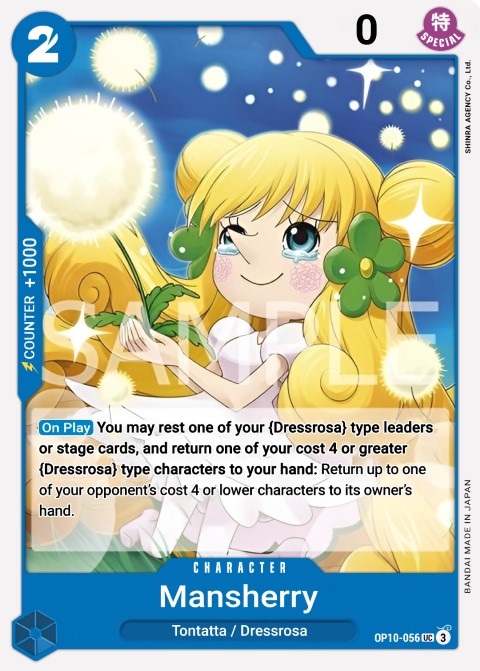 2
0
特
SPECIAL
SHINRA AGENCY Co., Ltd.
COUNTER +1000
SAMPLE
On Play You may rest one of your {Dressrosa} type leaders
or stage cards, and return one of your cost 4 or greater
{Dressrosa} type characters to your hand: Return up to one
of your opponent's cost 4 or lower characters to its owner's
hand.
BANDAI MADE IN JAPAN
CHARACTER
Mansherry
Tontatta / Dressrosa
OP10-056 UC 3